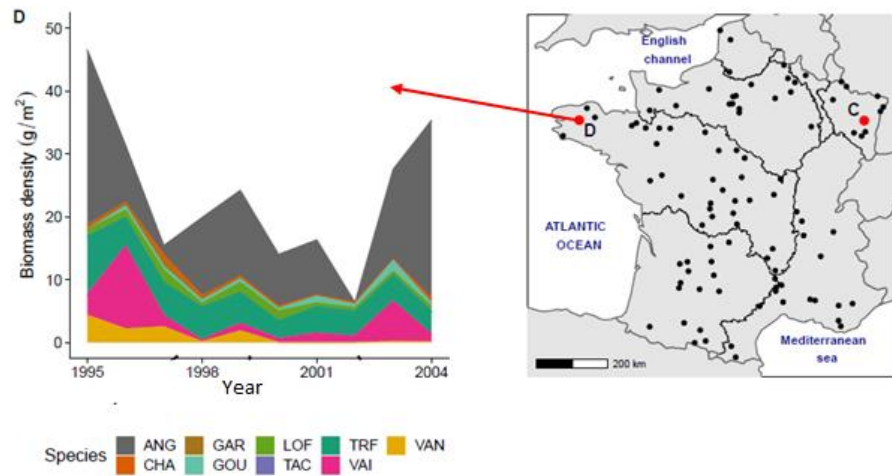 D
50
40
30
20
10
0
Biomass density (g/m²)
1995
1998
2001
2004
Year
Species
ANG
GAR
LOF
TRF
VAN
CHA
GOU
TAC
VAI
English
channel
C
D
ATLANTIC
OCEAN
Mediterranean
sea
200 km